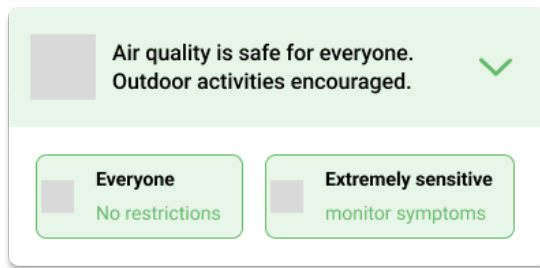 Air quality is safe for everyone.
Outdoor activities encouraged.
Everyone
No restrictions
Extremely sensitive
monitor symptoms